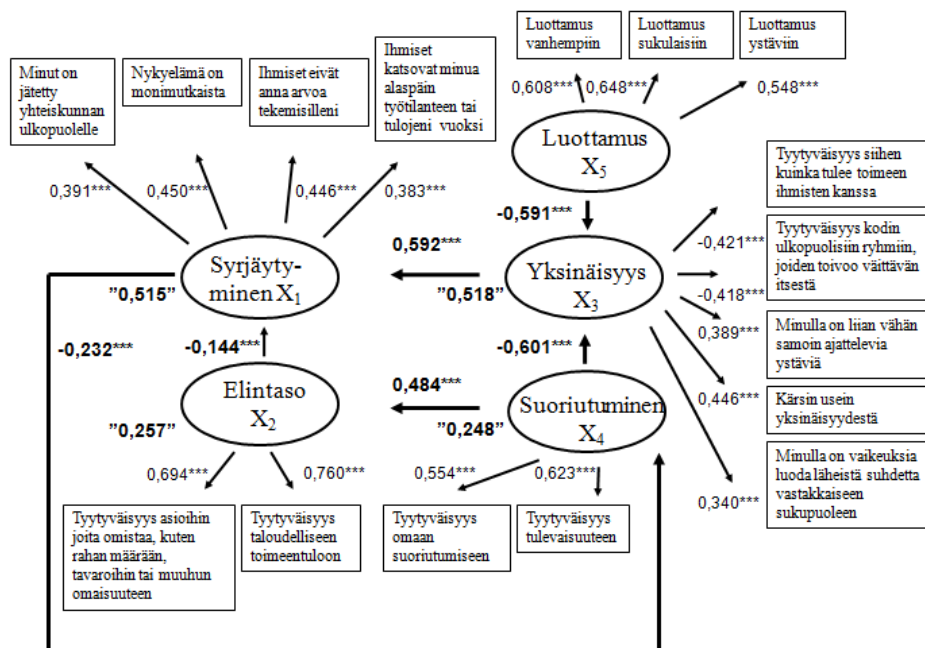 Luottamus
vanhempiin
Luottamus
sukulaisiin
Luottamus
ystäviin
Minut on
jätetty
yhteiskunnan
ulkopuolelle
Nykyelämä on
monimutkaista
Ihmiset eivät
anna arvoa
tekemisilleni
Ihmiset
katsovat minua
alaspäin
työtilanteen tai
tulojeni vuoksi
0,608***
0,648***
0,548***
0,391***
0,450***
0,446***
0,383***
Luottamus
X5
Tyytyväisyys siihen
kuinka tulee toimeen
ihmisten kanssa
-0,591***
-0,421***
Tyytyväisyys kodin
ulkopuolisiin ryhmiin,
joiden toivoo väittävän
itsestä
Syrjäyty-
minen X1
0,592***
Yksinäisyys
X3
"0,515"
"0,518"
-0,418***
0,389***
Minulla on liian vähän
samoin ajattelevia
ystäviä
-0,232***
-0,144***
-0,601***
Elintaso
X2
0,484***
Suoriutuminen
X4
0,446***
Kärsin usein
yksinäisyydestä
"0,257"
"0,248"
Minulla on vaikeuksia
luoda läheistä suhdetta
vastakkaiseen
sukupuoleen
0,340***
0,694***
0,760***
0,554***
0,623***
Tyytyväisyys asioihin
joita omistaa, kuten
rahan määrään,
tavaroihin tai muuhun
omaisuuteen
Tyytyväisyys
taloudelliseen
toimeentuloon
Tyytyväisyys
omaan
suoriutumiseen
Tyytyväisyys
tulevaisuuteen